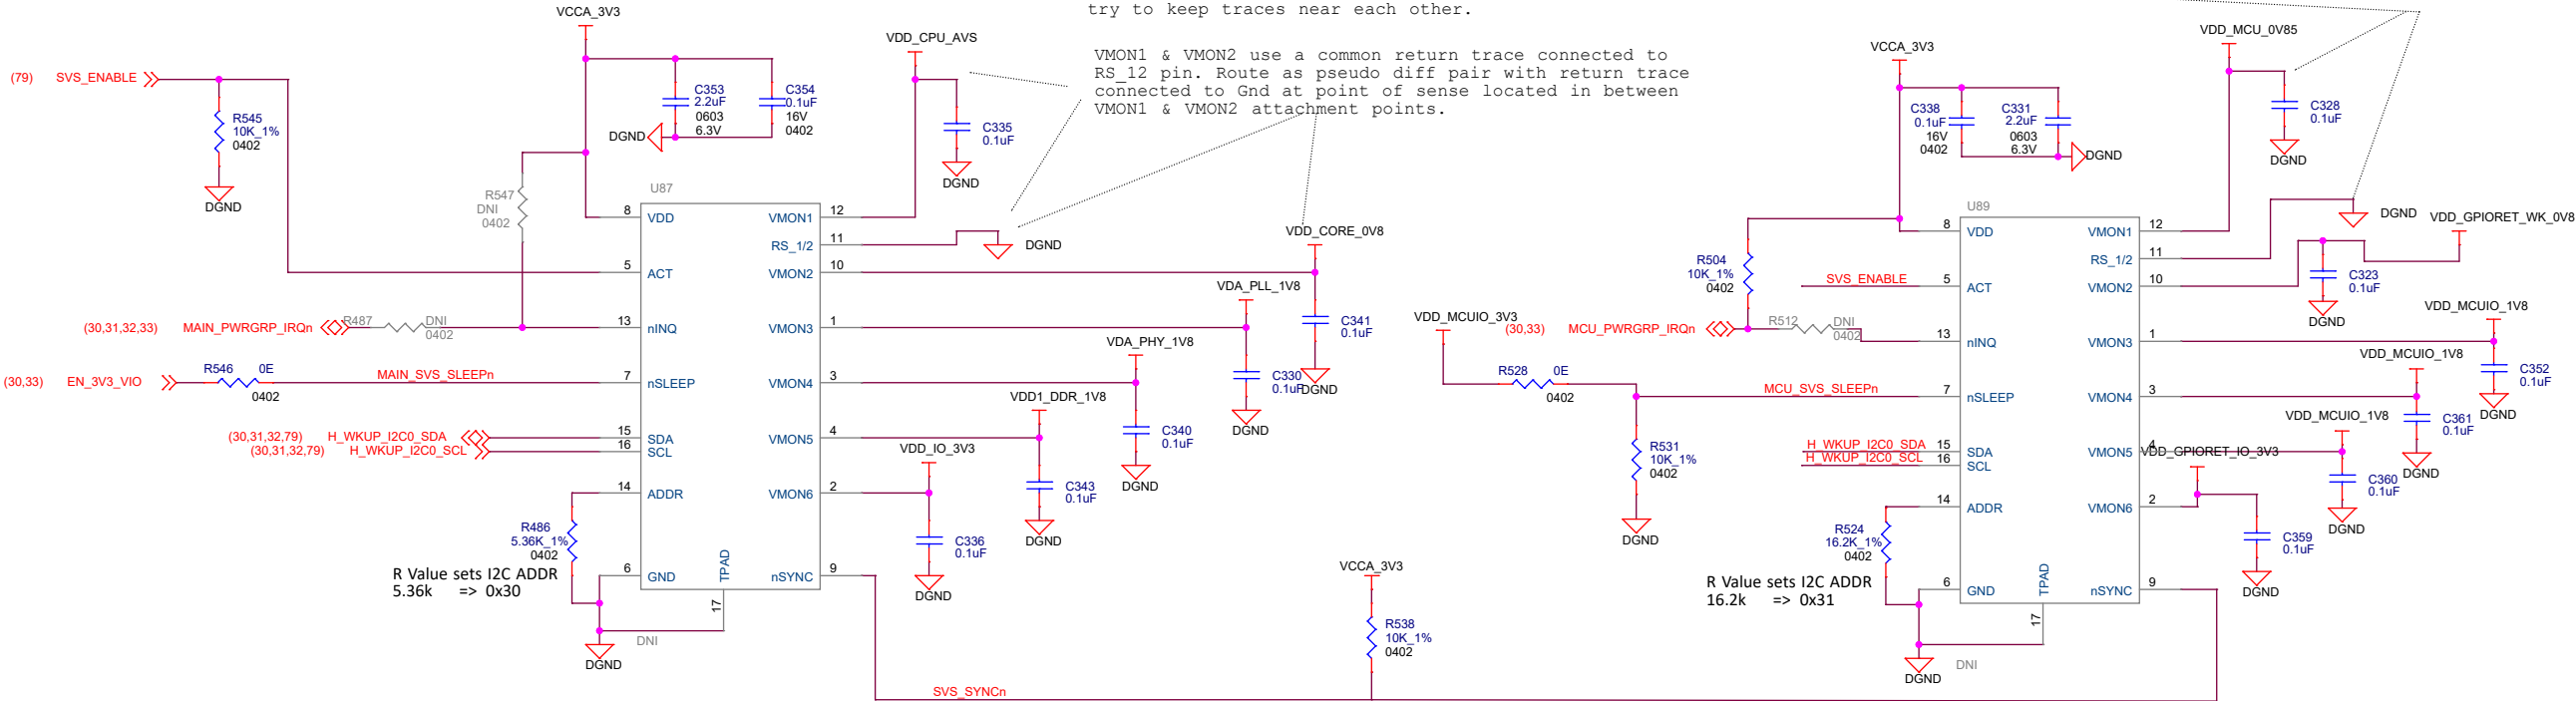 try to keep traces near each other.
VMON1 & VMON2 use a common return trace connected to
RS_12 pin. Route as pseudo diff pair with return trace
connected to Gnd at point of sense located in between
VMON1 & VMON2 attachment points.
VCCA_3V3
(79) SVS_ENABLE
R545
10K_1%
0402
DGND
C353
2.2uF
0603
6.3V
C354
0.1uF
16V
0402
DGND
VDD_CPU_AVS
C335
0.1uF
DGND
R547
DNI
0402
U87
8 VDD
5 ACT
13 nINQ
7 nSLEEP
15 SDA
16 SCL
14 ADDR
6 GND
TPAD
17
VMON1 12
RS_1/2 11
VMON2 10
VMON3 1
VMON4 3
VMON5 4
VMON6 2
nSYNC 9
DGND
(30,31,32,33) MAIN_PWRGRP_IRQn
R487
DNI
0402
(30,33) EN_3V3_VIO
R546 0E
0402
MAIN_SVS_SLEEPn
(30,31,32,79) H_WKUP_I2C0_SDA
(30,31,32,79) H_WKUP_I2C0_SCL
R486
5.36K_1%
0402
R Value sets I2C ADDR
5.36k => 0x30
DGND
DNI
VDD_CORE_0V8
C341
0.1uF
DGND
VDA_PLL_1V8
C330
0.1uF
DGND
VDA_PHY_1V8
C340
0.1uF
DGND
VDD1_DDR_1V8
C343
0.1uF
DGND
VDD_IO_3V3
C336
0.1uF
DGND
SVS_SYNCn
VCCA_3V3
R538
10K_1%
0402
VCCA_3V3
C338
0.1uF
16V
0402
C331
2.2uF
0603
6.3V
DGND
VDD_MCU_0V85
C328
0.1uF
DGND
R504
10K_1%
0402
SVS_ENABLE
VDD_MCUIO_3V3
(30,33) MCU_PWRGRP_IRQn
R512
DNI
0402
R528 0E
0402
MCU_SVS_SLEEPn
R531
10K_1%
0402
DGND
H_WKUP_I2C0_SDA
H_WKUP_I2C0_SCL
R524
16.2K_1%
0402
R Value sets I2C ADDR
16.2k => 0x31
DGND
DNI
U89
8 VDD
5 ACT
13 nINQ
7 nSLEEP
15 SDA
16 SCL
14 ADDR
6 GND
TPAD
17
VMON1 12
RS_1/2 11
VMON2 10
VMON3 1
VMON4 3
VMON5 4
VMON6 2
nSYNC 9
DGND
VDD_GPIORET_WK_0V8
C323
0.1uF
DGND
VDD_MCUIO_1V8
C352
0.1uF
DGND
VDD_MCUIO_1V8
C361
0.1uF
DGND
VDD_MCUIO_1V8
C360
0.1uF
DGND
VDD_GPIORET_IO_3V3
C359
0.1uF
DGND